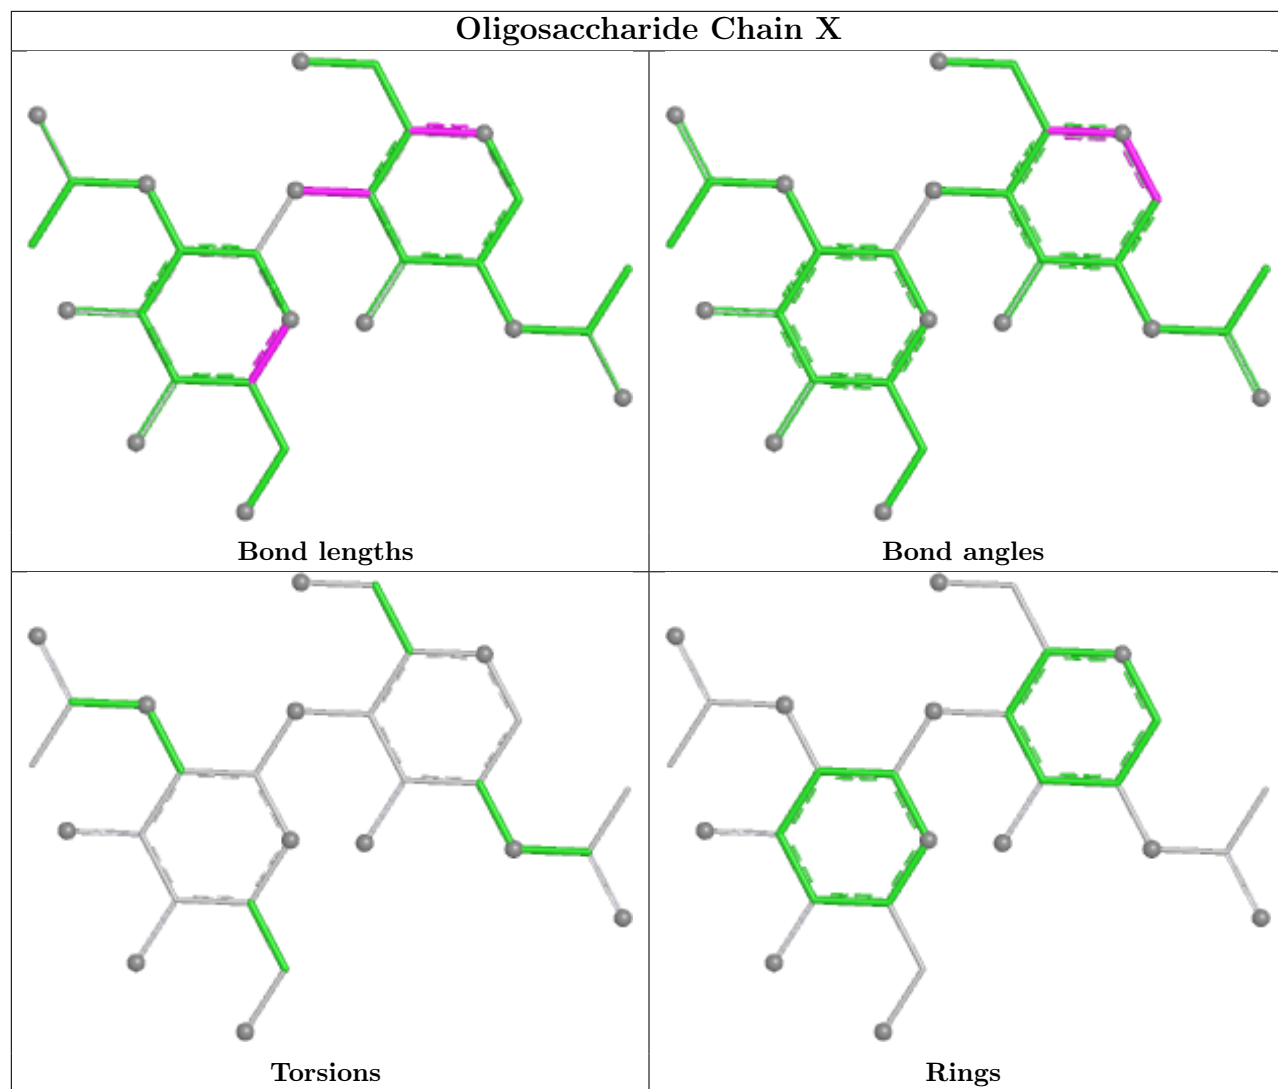 Oligosaccharide Chain X
Bond lengths
Bond angles
Torsions
Rings